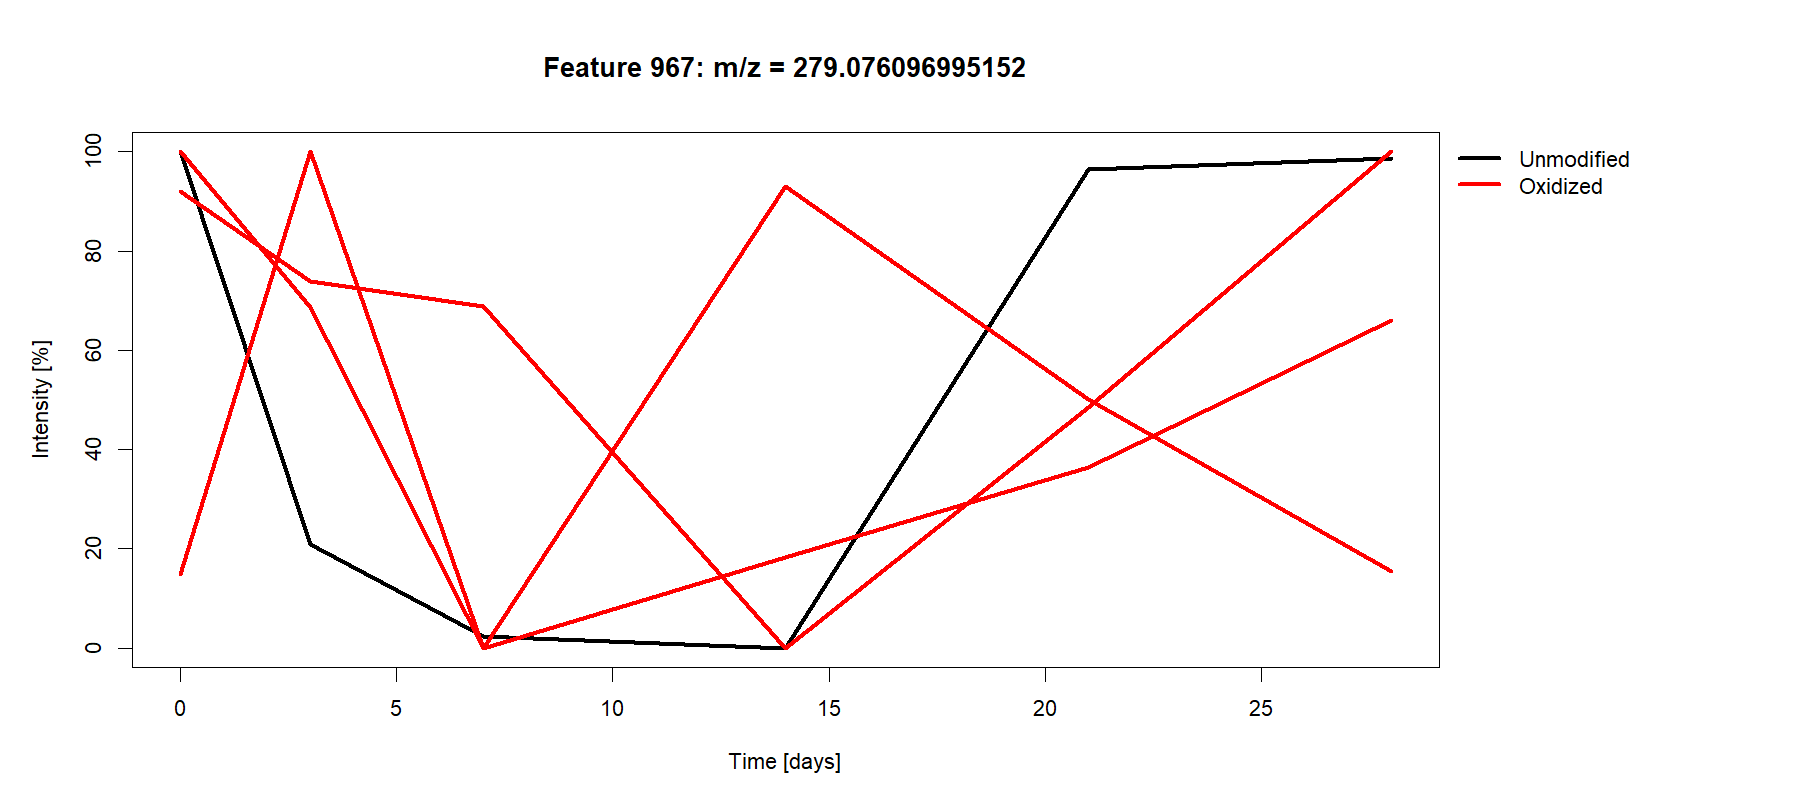 Feature 967: m/z = 279.076096995152
100
80
60
40
20
0
Intensity [%]
0 5 10 15 20 25
Time [days]
Unmodified
Oxidized